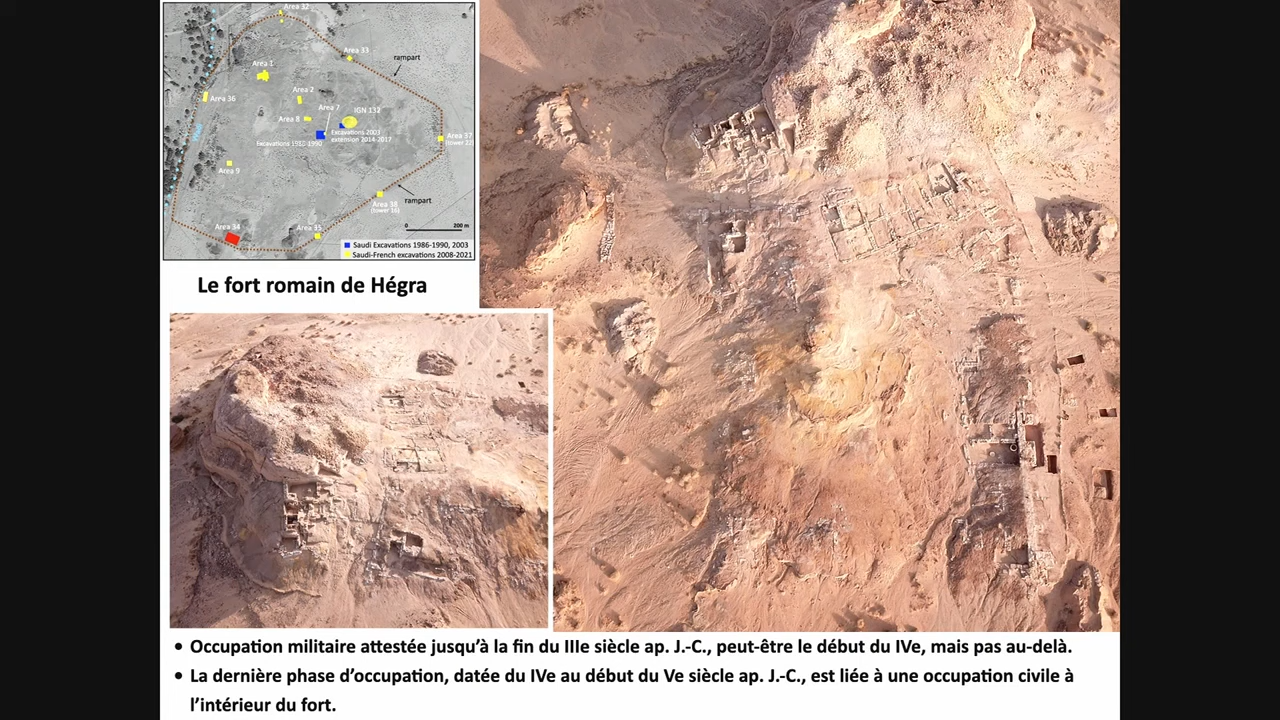 Area 32
Area 33
rampart
Area 1
Area 36
Area 2
Area 7
IGN 132
Area 8
Excavations 2003
extension 2014-2017
Excavations 1986-1990
Area 37
(tower 22)
Area 9
Area 38
(tower 16)
rampart
Area 34
Area 35
0 200 m
Saudi Excavations 1986-1990, 2003
Saudi-French excavations 2008-2021
Le fort romain de Hégra
• Occupation militaire attestée jusqu'à la fin du IIIe siècle ap. J.-C., peut-être le début du IVe, mais pas au-delà.
• La dernière phase d'occupation, datée du IVe au début du Ve siècle ap. J.-C., est liée à une occupation civile à
l'intérieur du fort.